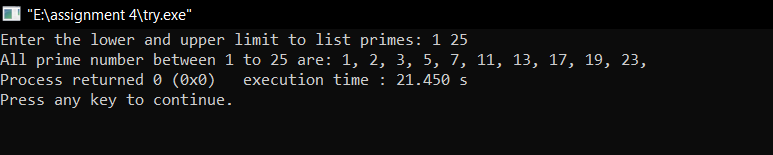 "E:\assignment 4\try.exe"
Enter the lower and upper limit to list primes: 1 25
All prime number between 1 to 25 are: 1, 2, 3, 5, 7, 11, 13, 17, 19, 23,
Process returned 0 (0x0)   execution time : 21.450 s
Press any key to continue.